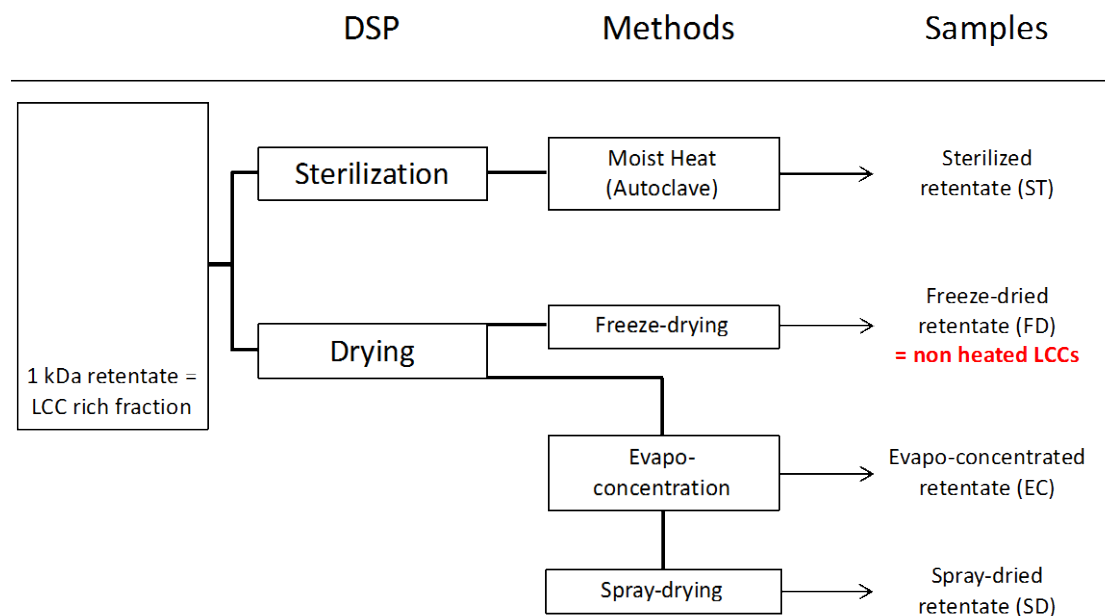 DSP Methods Samples
1 kDa retentate =
LCC rich fraction
Sterilization
Moist Heat
(Autoclave)
Sterilized
retentate (ST)
Drying
Freeze-drying
Freeze-dried
retentate (FD)
= non heated LCCs
Evapo-
concentration
Evapo-concentrated
retentate (EC)
Spray-drying
Spray-dried
retentate (SD)